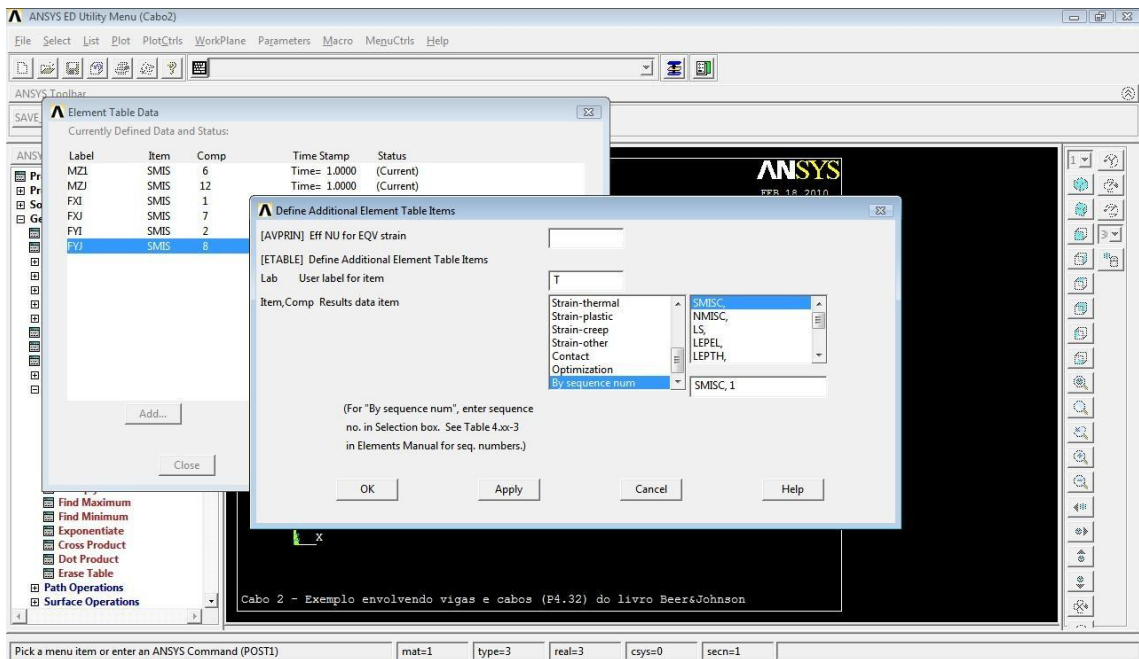 ANSYS ED Utility Menu (Cabo2)
File Select List Plot PlotCtrls WorkPlane Parameters Macro MenuCtrls Help
ANSYS Toolbar
SAVE
Element Table Data
Currently Defined Data and Status:
Label Item Comp Time Stamp Status
MZ1 SMIS 6 Time= 1.0000 (Current)
MZJ SMIS 12 Time= 1.0000 (Current)
FXI SMIS 1
FXJ SMIS 7
FYI SMIS 2
FYJ SMIS 8
Add...
Close
ANSY
Pr
Pr
So
Ge
ANSYS
FEB 18 2010
1
3
Define Additional Element Table Items
[AVPRIN] Eff NU for EQV strain
[ETABLE] Define Additional Element Table Items
Lab User label for item T
Item,Comp Results data item
Strain-thermal
Strain-plastic
Strain-creep
Strain-other
Contact
Optimization
By sequence num
SMISC,
NMISC,
LS,
LEPEL,
LEPTH,
SMISC, 1
(For "By sequence num", enter sequence
no. in Selection box. See Table 4.xx-3
in Elements Manual for seq. numbers.)
OK Apply Cancel Help
Find Maximum
Find Minimum
Exponentiate
Cross Product
Dot Product
Erase Table
Path Operations
Surface Operations
X
Cabo 2 - Exemplo envolvendo vigas e cabos (P4.32) do livro Beer&Johnson
Pick a menu item or enter an ANSYS Command (POST1) mat=1 type=3 real=3 csys=0 secn=1